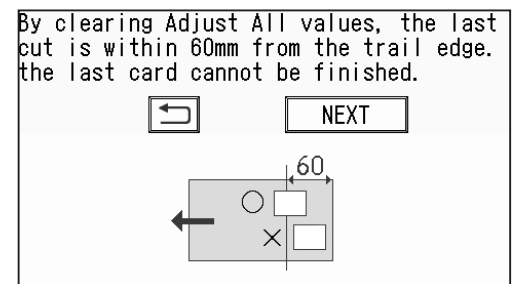 By clearing Adjust All values, the last
cut is within 60mm from the trail edge.
the last card cannot be finished.
NEXT
60